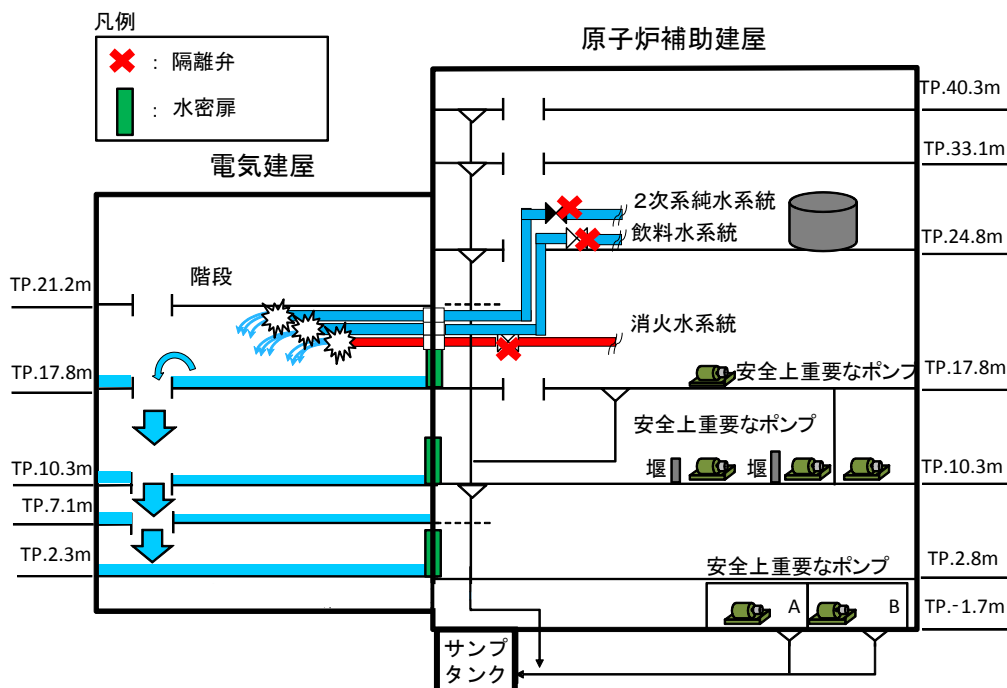 凡例
: 隔離弁
: 水密扉
原子炉補助建屋
電気建屋
TP.40.3m
TP.33.1m
2次系純水系統
飲料水系統
TP.24.8m
階段
TP.21.2m
消火水系統
TP.17.8m
安全上重要なポンプ
TP.17.8m
安全上重要なポンプ
堰
堰
TP.10.3m
TP.10.3m
TP.7.1m
TP.2.3m
安全上重要なポンプ
TP.2.8m
A
B
TP.-1.7m
サンプ
タンク